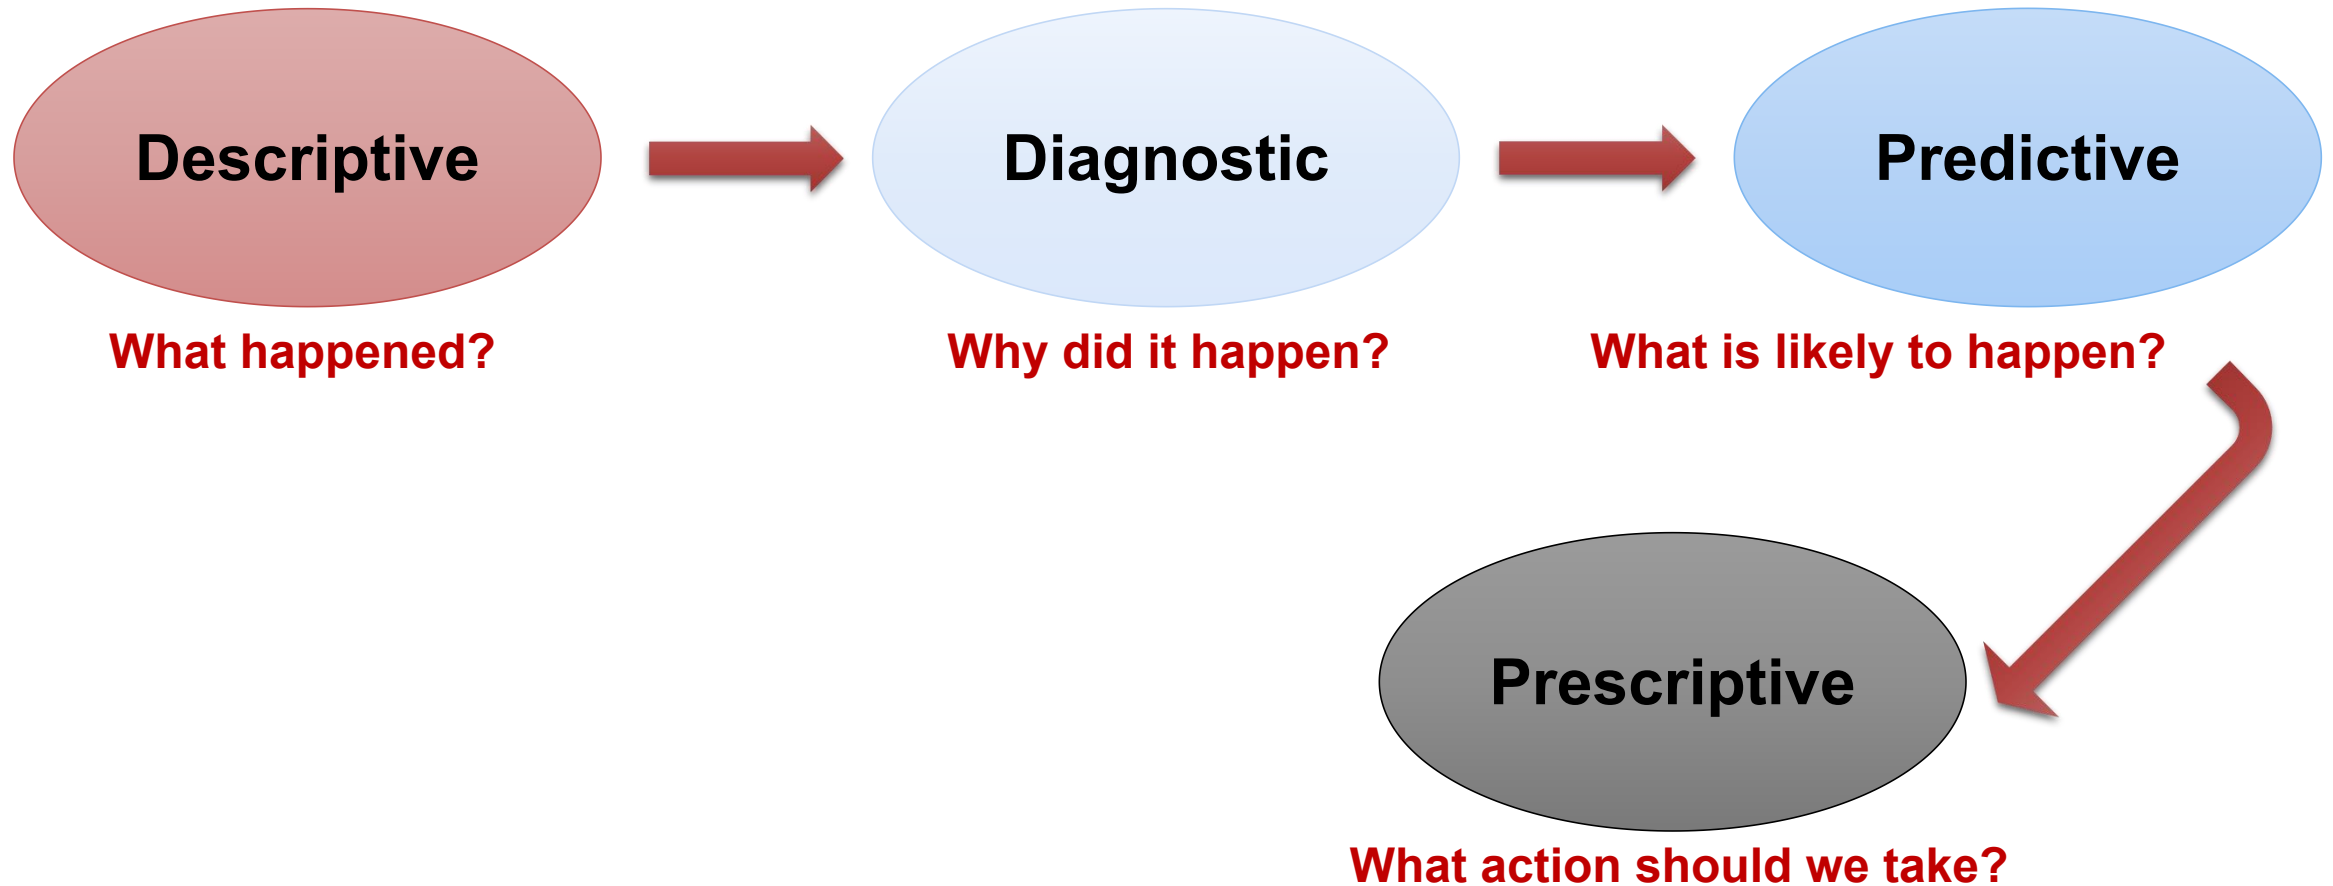 Descriptive
Diagnostic
Predictive
What happened?
Why did it happen?
What is likely to happen?
Prescriptive
What action should we take?